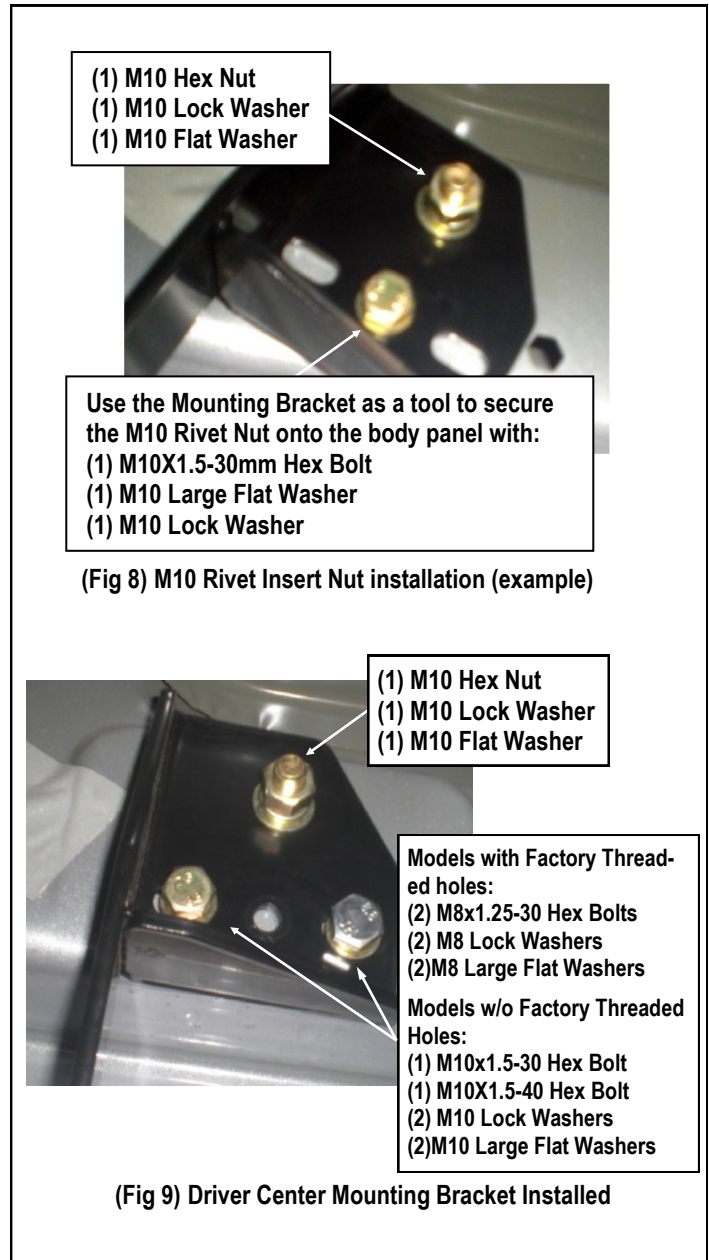 (1) M10 Hex Nut
(1) M10 Lock Washer
(1) M10 Flat Washer
Use the Mounting Bracket as a tool to secure
the M10 Rivet Nut onto the body panel with:
(1) M10X1.5-30mm Hex Bolt
(1) M10 Large Flat Washer
(1) M10 Lock Washer
(Fig 8) M10 Rivet Insert Nut installation (example)
(1) M10 Hex Nut
(1) M10 Lock Washer
(1) M10 Flat Washer
Models with Factory Thread-
ed holes:
(2) M8x1.25-30 Hex Bolts
(2) M8 Lock Washers
(2)M8 Large Flat Washers
Models w/o Factory Threaded
Holes:
(1) M10x1.5-30 Hex Bolt
(1) M10X1.5-40 Hex Bolt
(2) M10 Lock Washers
(2)M10 Large Flat Washers
(Fig 9) Driver Center Mounting Bracket Installed